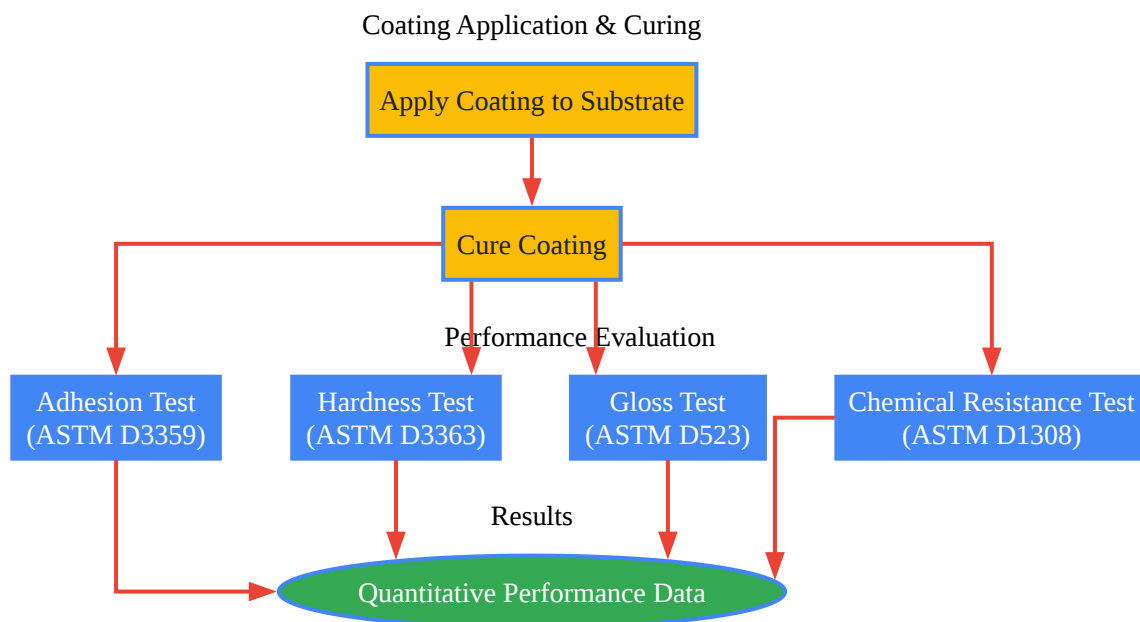 Coating Application & Curing
Apply Coating to Substrate
Cure Coating
Performance Evaluation
Adhesion Test
(ASTM D3359)
Hardness Test
(ASTM D3363)
Gloss Test
(ASTM D523)
Chemical Resistance Test
(ASTM D1308)
Results
Quantitative Performance Data